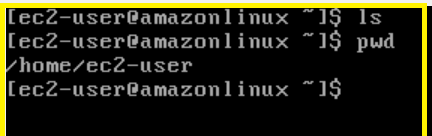 [ec2-user@amazonlinux ~]$ ls
[ec2-user@amazonlinux ~]$ pwd
/home/ec2-user
[ec2-user@amazonlinux ~]$